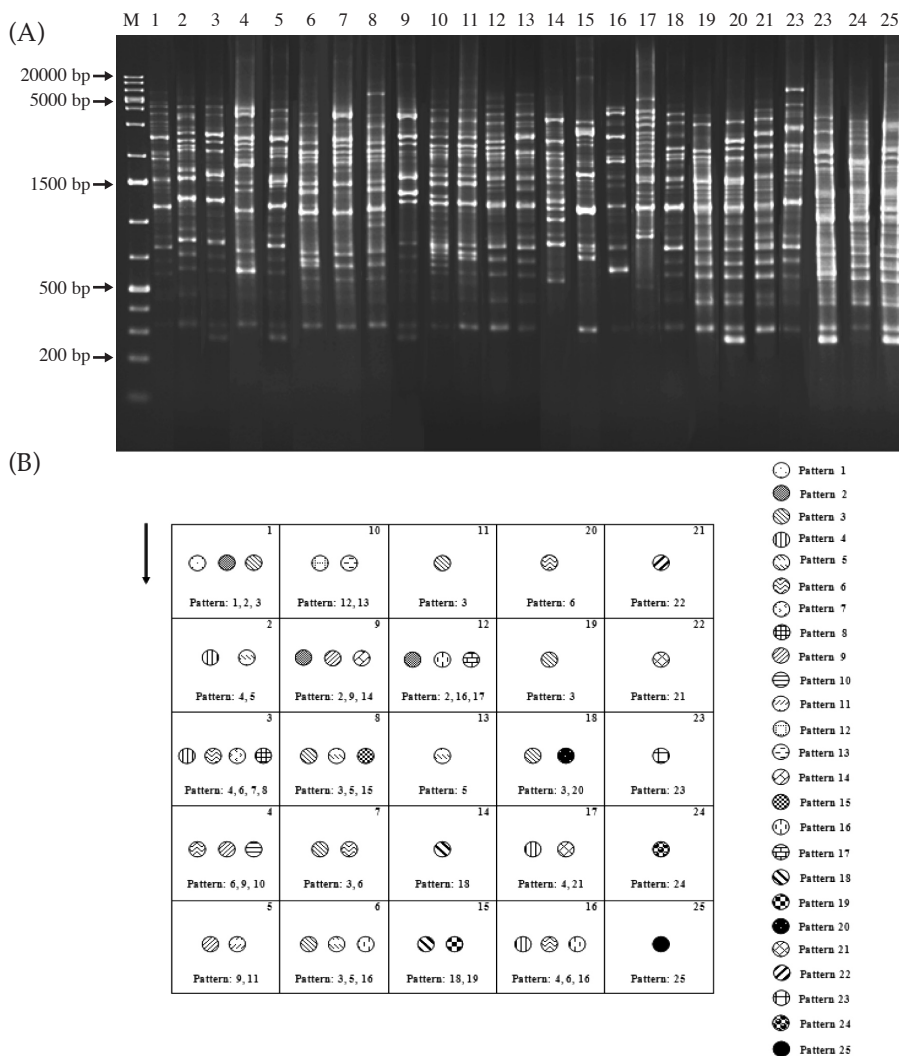 M 1 2 3 4 5 6 7 8 9 10 11 12 13 14 15 16 17 18 19 20 21 23 23 24 25
(A)
20000 bp
5000 bp
1500 bp
500 bp
200 bp
(B)
1 10 11 20 21
Pattern: 1, 2, 3 Pattern: 12, 13 Pattern: 3 Pattern: 6 Pattern: 22
2 9 12 19 22
Pattern: 4, 5 Pattern: 2, 9, 14 Pattern: 2, 16, 17 Pattern: 3 Pattern: 21
3 8 13 18 23
Pattern: 4, 6, 7, 8 Pattern: 3, 5, 15 Pattern: 5 Pattern: 3, 20 Pattern: 23
4 7 14 17 24
Pattern: 6, 9, 10 Pattern: 3, 6 Pattern: 18 Pattern: 4, 21 Pattern: 24
5 6 15 16 25
Pattern: 9, 11 Pattern: 3, 5, 16 Pattern: 18, 19 Pattern: 4, 6, 16 Pattern: 25
Pattern 1
Pattern 2
Pattern 3
Pattern 4
Pattern 5
Pattern 6
Pattern 7
Pattern 8
Pattern 9
Pattern 10
Pattern 11
Pattern 12
Pattern 13
Pattern 14
Pattern 15
Pattern 16
Pattern 17
Pattern 18
Pattern 19
Pattern 20
Pattern 21
Pattern 22
Pattern 23
Pattern 24
Pattern 25